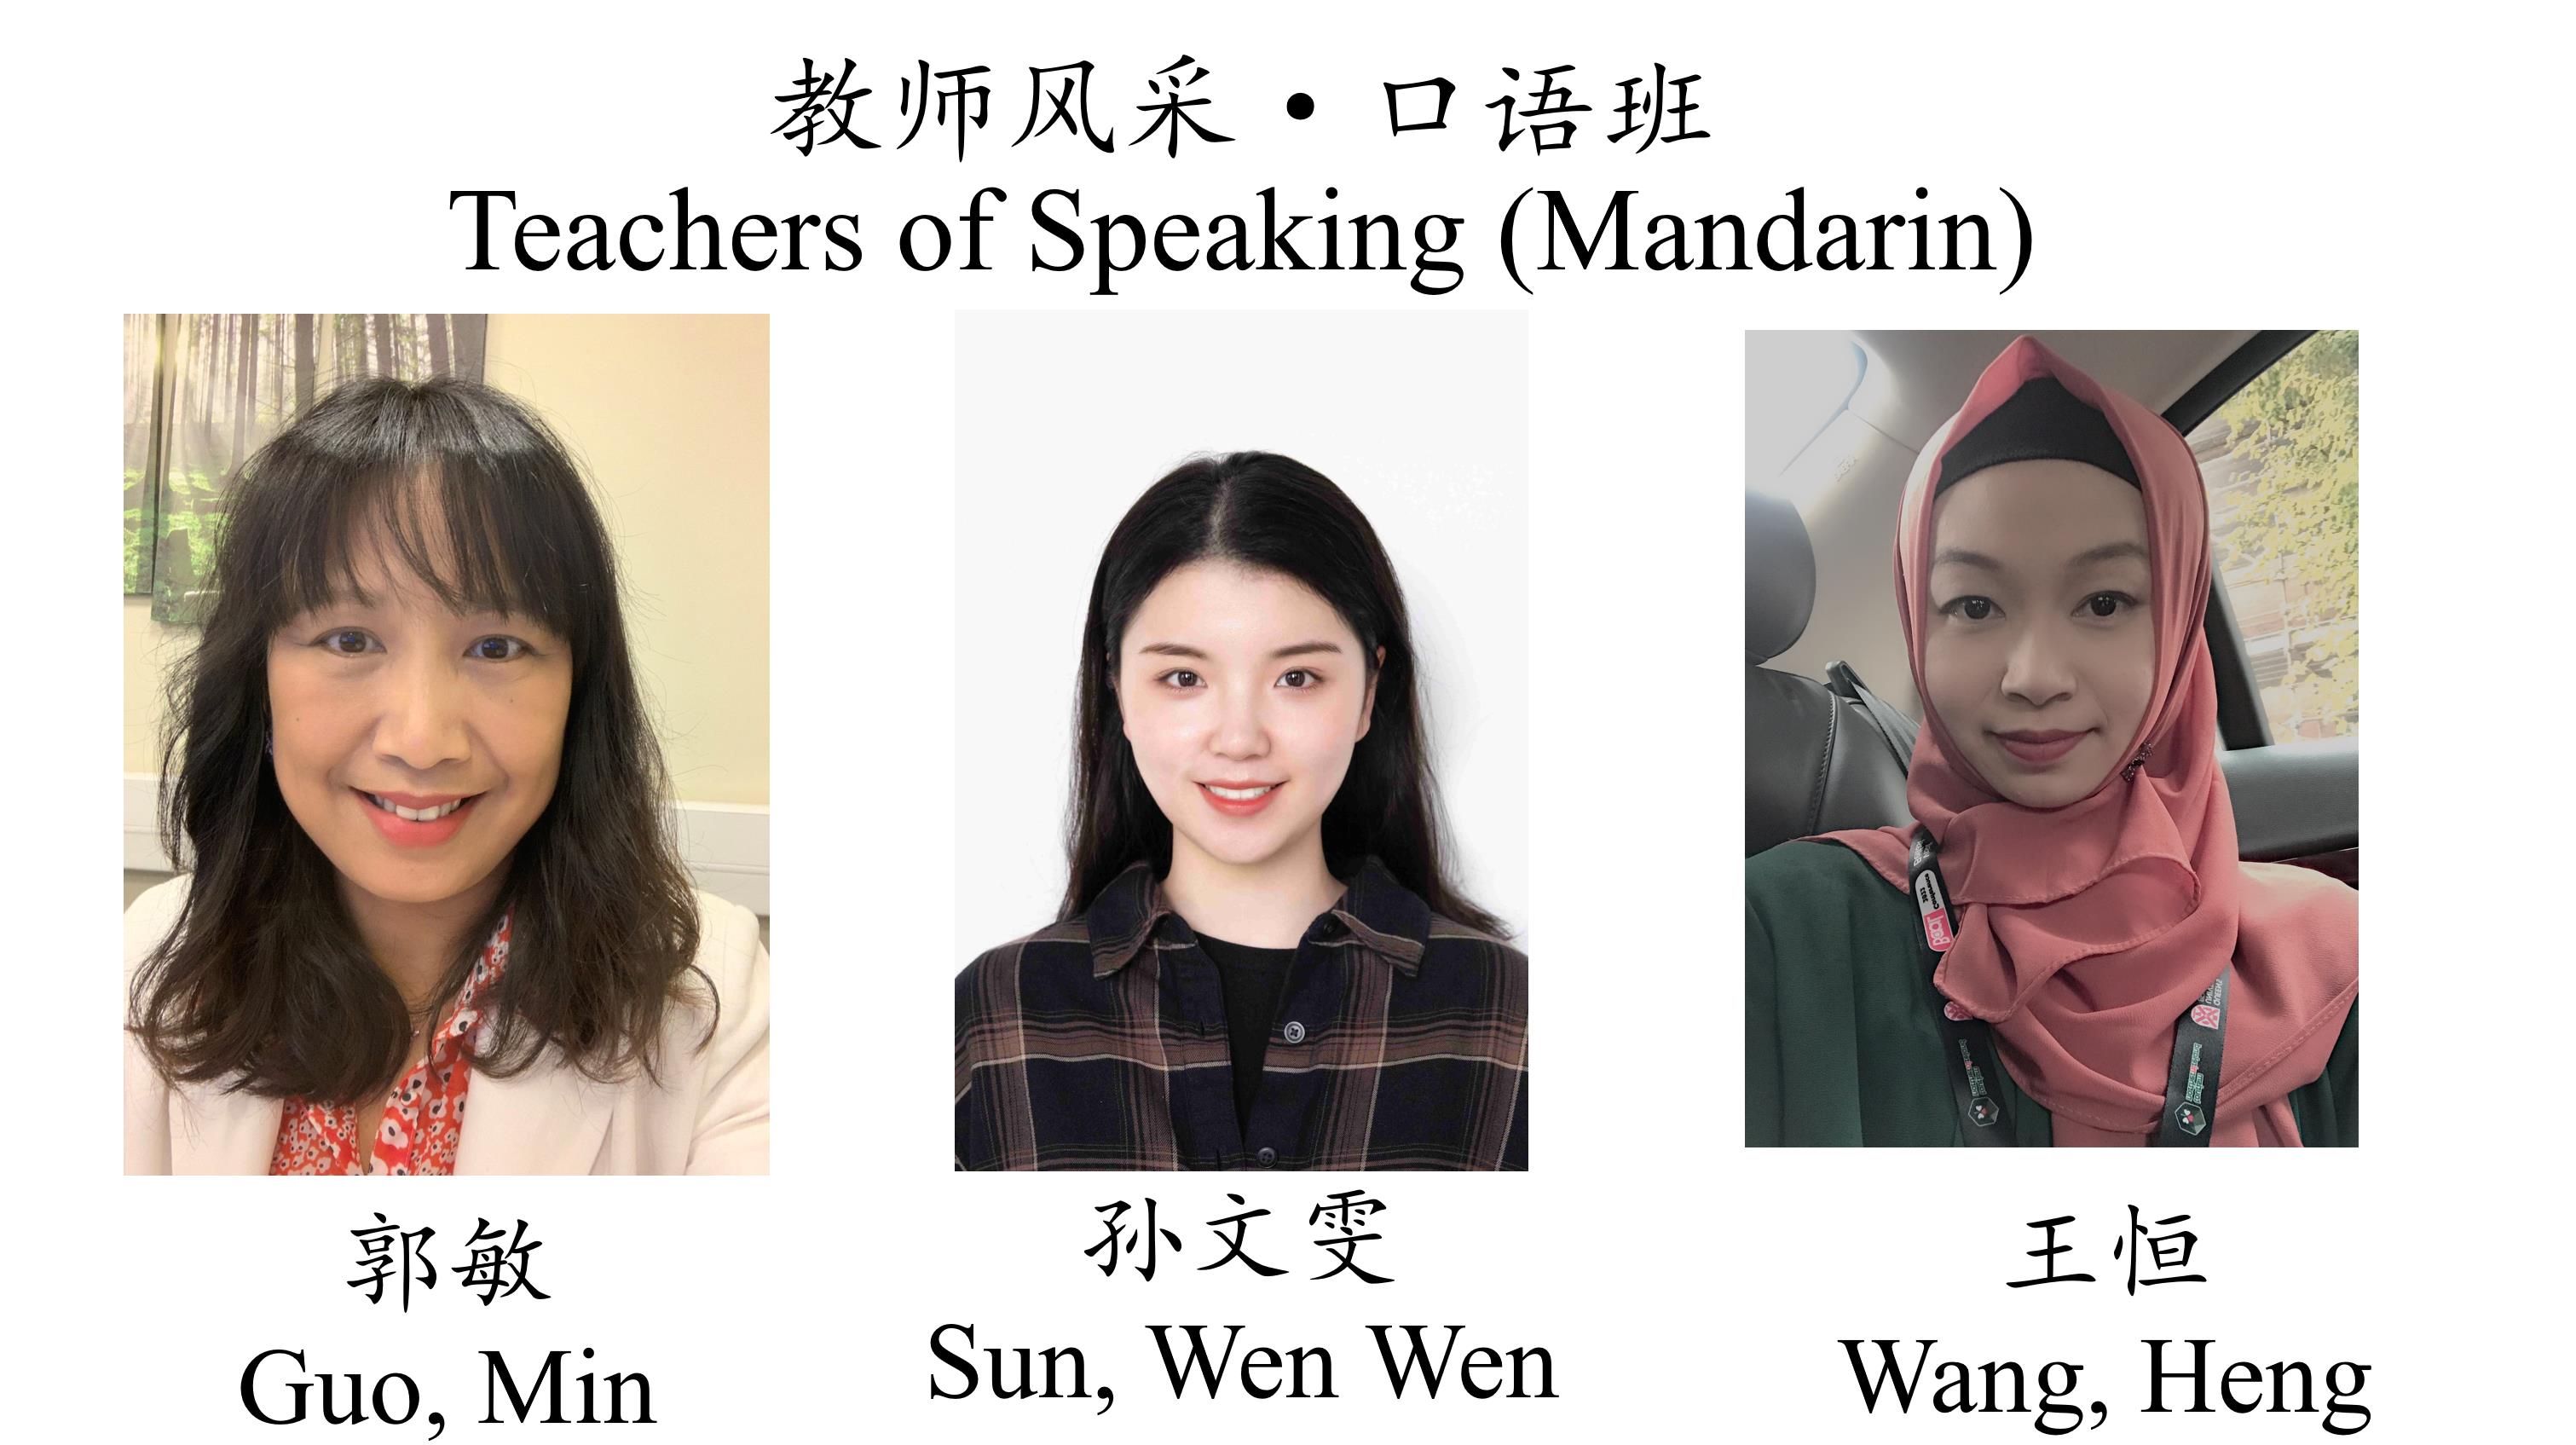 教师风采·口语班
Teachers of Speaking (Mandarin)
郭敏
Guo, Min
孙文雯
Sun, Wen Wen
王恒
Wang, Heng